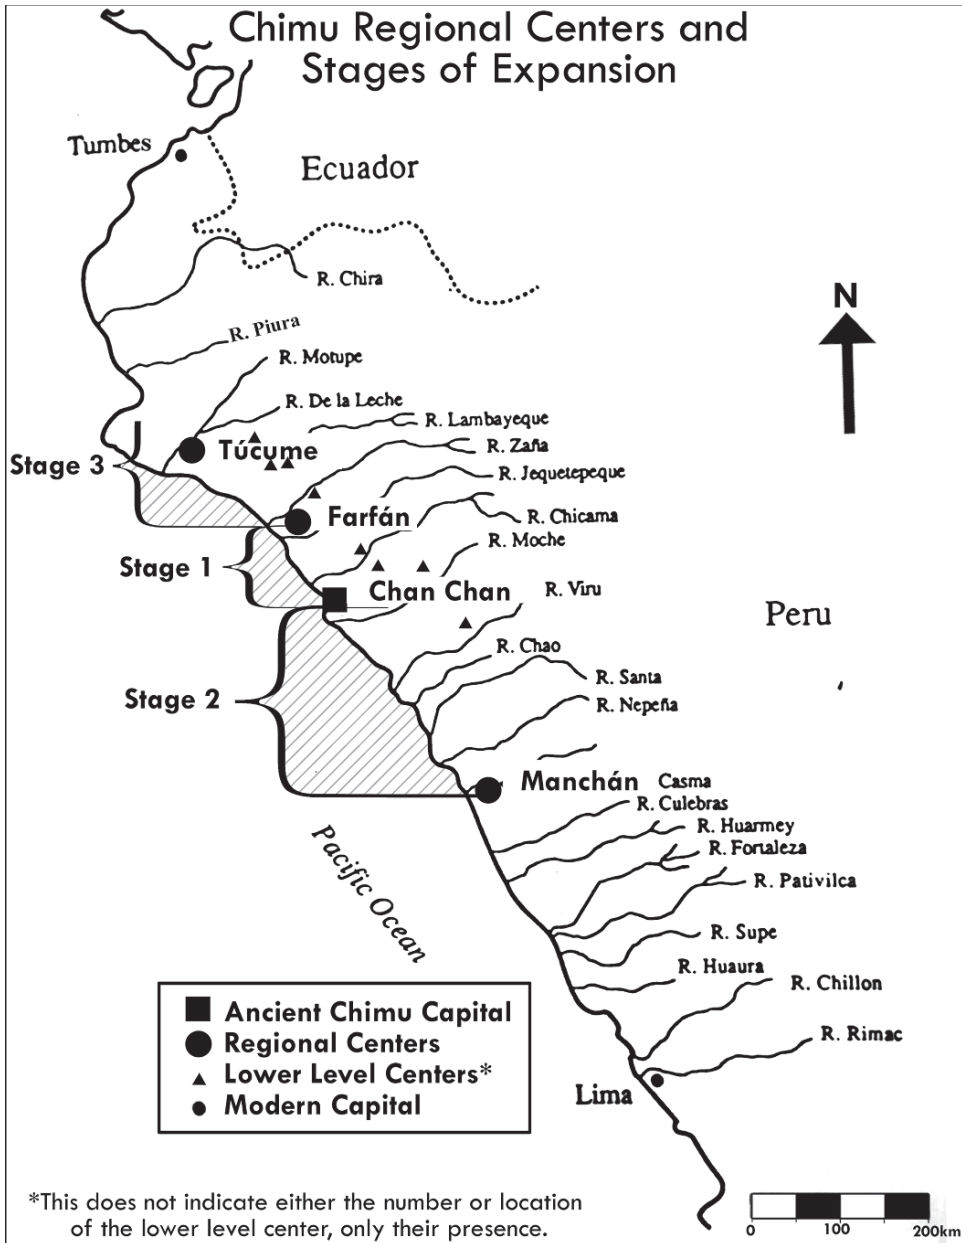 Chimu Regional Centers and
Stages of Expansion
Tumbes
Ecuador
R. Chira
N
R. Piura
R. Motupe
R. De la Leche
R. Lambayeque
R. Zaña
Túcume
Stage 3
R. Jequetepeque
Farfán
R. Chicama
R. Moche
Stage 1
Chan Chan
R. Viru
Peru
R. Chao
R. Santa
Stage 2
R. Nepeña
Manchán
Casma
R. Culebras
R. Huarmey
R. Fortaleza
Pacific Ocean
R. Pativilca
R. Supe
R. Huaura
R. Chillon
Ancient Chimu Capital
Regional Centers
R. Rimac
Lower Level Centers*
Lima
Modern Capital
*This does not indicate either the number or location
of the lower level center, only their presence.
0 100 200km